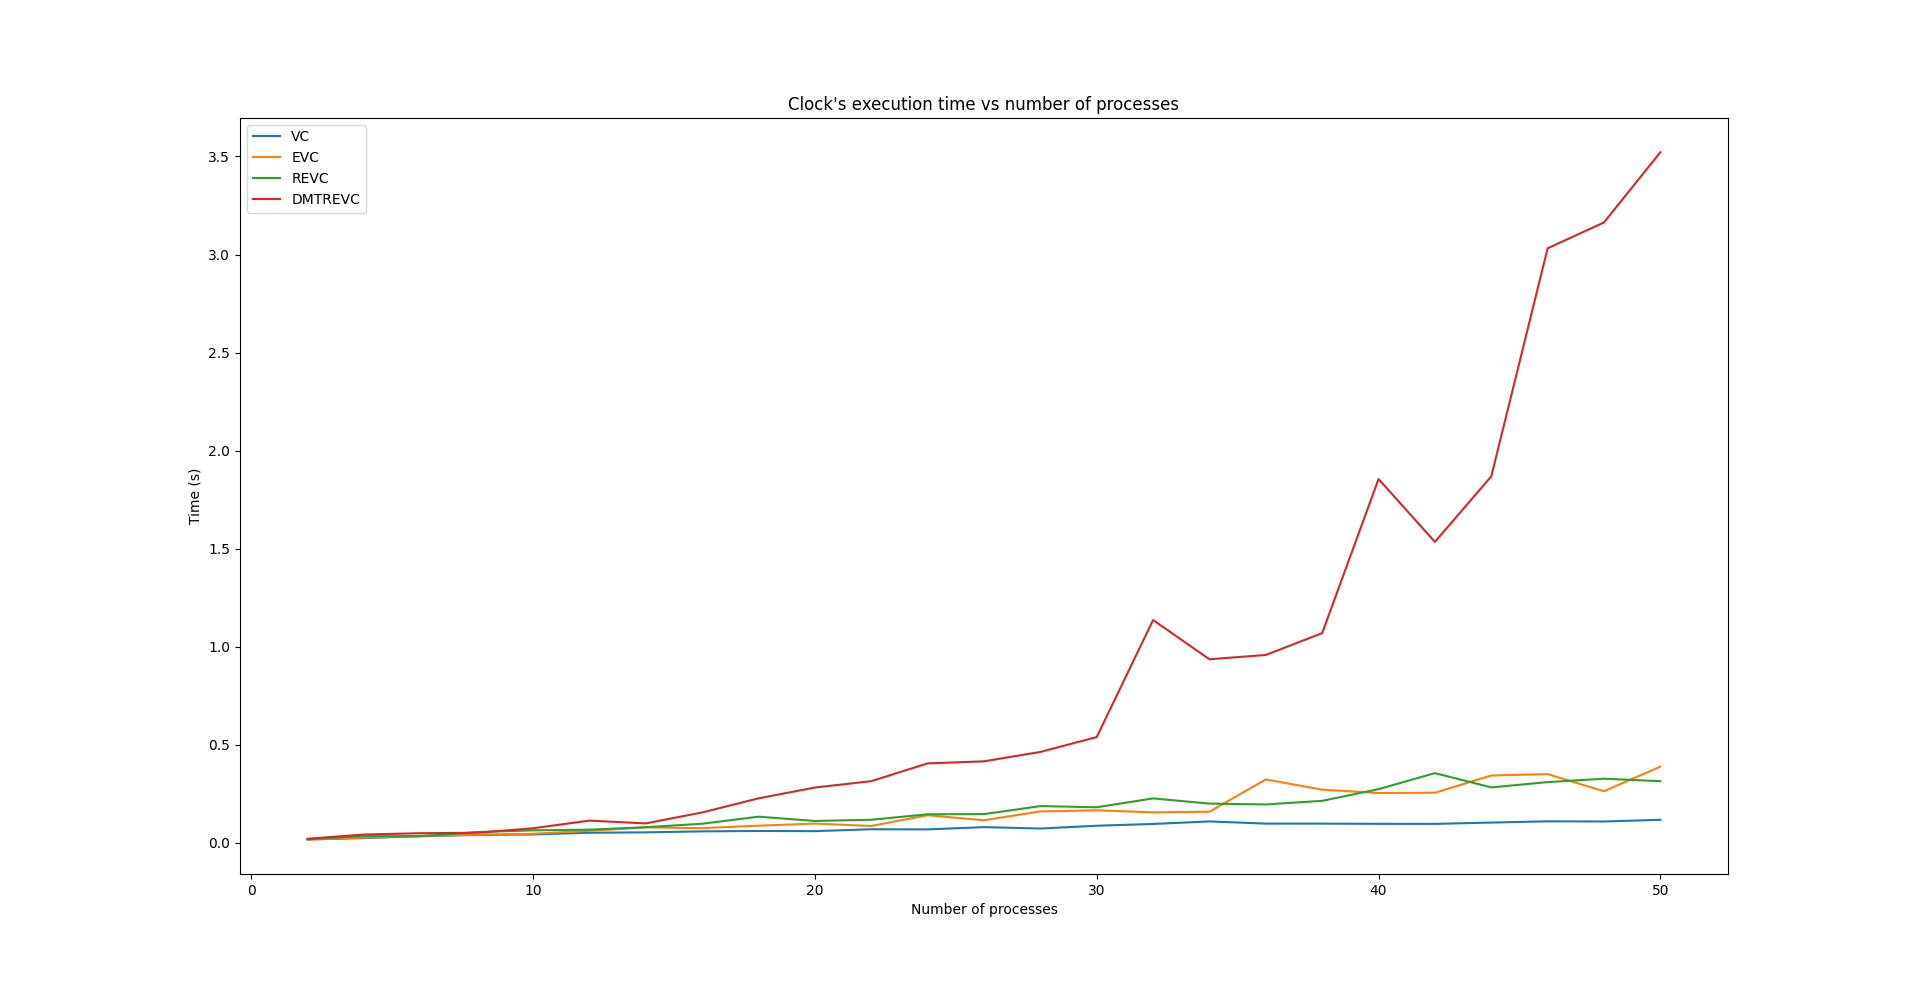 Clock's execution time vs number of processes
VC
EVC
REVC
DMTREVC
3.5
3.0
2.5
2.0
1.5
1.0
0.5
0.0
Time (s)
0 10 20 30 40 50
Number of processes